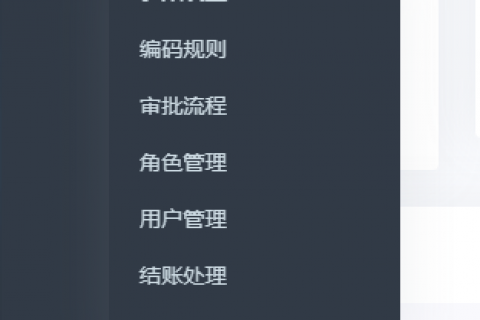 编码规则
审批流程
角色管理
用户管理
结账处理